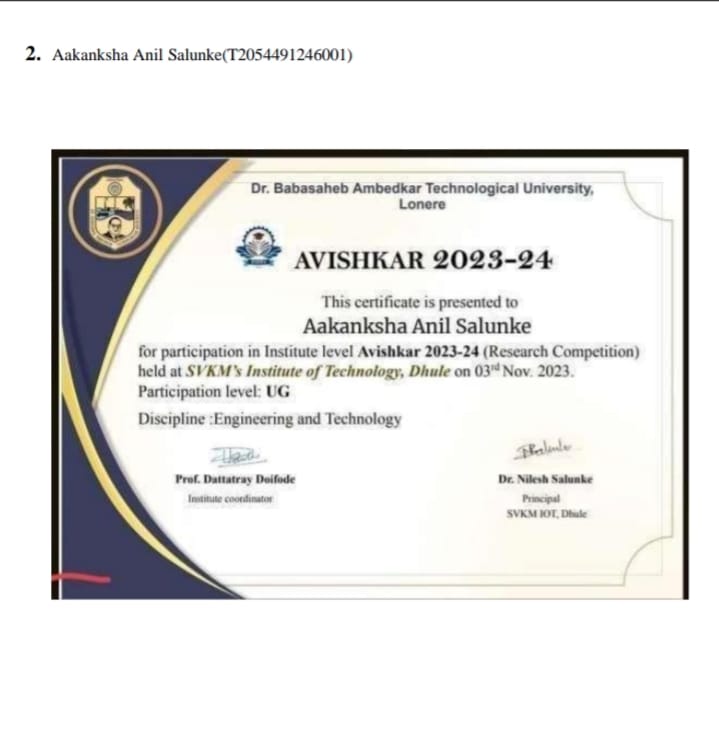 2. Aakanksha Anil Salunke(T2054491246001)
Dr. Babasaheb Ambedkar Technological University,
Lonere
AVISHKAR 2023-24
This certificate is presented to
Aakanksha Anil Salunke
for participation in Institute level Avishkar 2023-24 (Research Competition)
held at SVKM's Institute of Technology, Dhule on 03rd Nov. 2023.
Participation level: UG
Discipline :Engineering and Technology
Prof. Dattatray Doifode
Dr. Nilesh Salunke
Institute coordinator
Principal
SVKM IOT, Dhule